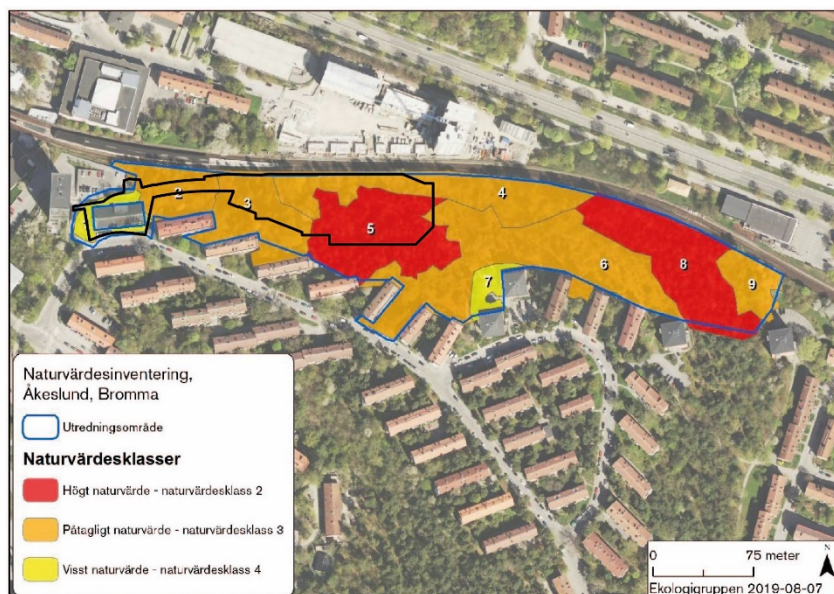 2
3
4
5
6
7
8
9
Naturvärdesinventering,
Åkeslund, Bromma
Utredningsområde
Naturvärdesklasser
Högt naturvärde - naturvärdesklass 2
Påtagligt naturvärde - naturvärdesklass 3
Visst naturvärde - naturvärdesklass 4
N
0 75 meter
Ekologigruppen 2019-08-07